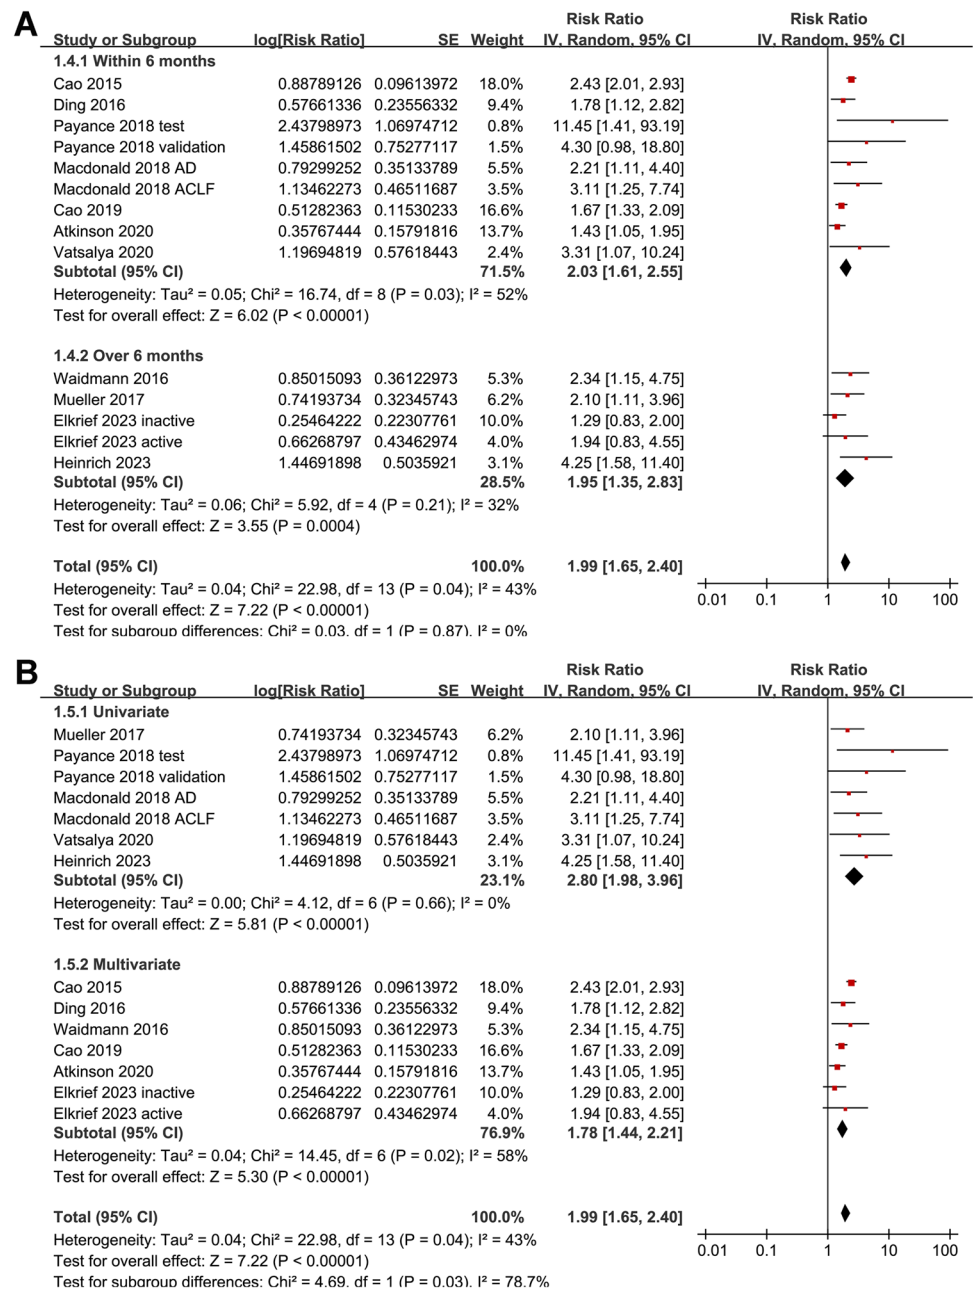 A
Risk Ratio Risk Ratio
Study or Subgroup log[Risk Ratio] SE Weight IV, Random, 95% CI IV, Random, 95% CI
1.4.1 Within 6 months
Cao 2015 0.88789126 0.09613972 18.0% 2.43 [2.01, 2.93]
Ding 2016 0.57661336 0.23556332 9.4% 1.78 [1.12, 2.82]
Payance 2018 test 2.43798973 1.06974712 0.8% 11.45 [1.41, 93.19]
Payance 2018 validation 1.45861502 0.75277117 1.5% 4.30 [0.98, 18.80]
Macdonald 2018 AD 0.79299252 0.35133789 5.5% 2.21 [1.11, 4.40]
Macdonald 2018 ACLF 1.13462273 0.46511687 3.5% 3.11 [1.25, 7.74]
Cao 2019 0.51282363 0.11530233 16.6% 1.67 [1.33, 2.09]
Atkinson 2020 0.35767444 0.15791816 13.7% 1.43 [1.05, 1.95]
Vatsalya 2020 1.19694819 0.57618443 2.4% 3.31 [1.07, 10.24]
Subtotal (95% CI) 71.5% 2.03 [1.61, 2.55]
Heterogeneity: Tau² = 0.05; Chi² = 16.74, df = 8 (P = 0.03); I² = 52%
Test for overall effect: Z = 6.02 (P < 0.00001)
1.4.2 Over 6 months
Waidmann 2016 0.85015093 0.36122973 5.3% 2.34 [1.15, 4.75]
Mueller 2017 0.74193734 0.32345743 6.2% 2.10 [1.11, 3.96]
Elkrief 2023 inactive 0.25464222 0.22307761 10.0% 1.29 [0.83, 2.00]
Elkrief 2023 active 0.66268797 0.43462974 4.0% 1.94 [0.83, 4.55]
Heinrich 2023 1.44691898 0.5035921 3.1% 4.25 [1.58, 11.40]
Subtotal (95% CI) 28.5% 1.95 [1.35, 2.83]
Heterogeneity: Tau² = 0.06; Chi² = 5.92, df = 4 (P = 0.21); I² = 32%
Test for overall effect: Z = 3.55 (P = 0.0004)
Total (95% CI) 100.0% 1.99 [1.65, 2.40]
Heterogeneity: Tau² = 0.04; Chi² = 22.98, df = 13 (P = 0.04); I² = 43%
Test for overall effect: Z = 7.22 (P < 0.00001)
Test for subgroup differences: Chi² = 0.03, df = 1 (P = 0.87), I² = 0%
0.01 0.1 1 10 100
B
Risk Ratio Risk Ratio
Study or Subgroup log[Risk Ratio] SE Weight IV, Random, 95% CI IV, Random, 95% CI
1.5.1 Univariate
Mueller 2017 0.74193734 0.32345743 6.2% 2.10 [1.11, 3.96]
Payance 2018 test 2.43798973 1.06974712 0.8% 11.45 [1.41, 93.19]
Payance 2018 validation 1.45861502 0.75277117 1.5% 4.30 [0.98, 18.80]
Macdonald 2018 AD 0.79299252 0.35133789 5.5% 2.21 [1.11, 4.40]
Macdonald 2018 ACLF 1.13462273 0.46511687 3.5% 3.11 [1.25, 7.74]
Vatsalya 2020 1.19694819 0.57618443 2.4% 3.31 [1.07, 10.24]
Heinrich 2023 1.44691898 0.5035921 3.1% 4.25 [1.58, 11.40]
Subtotal (95% CI) 23.1% 2.80 [1.98, 3.96]
Heterogeneity: Tau² = 0.00; Chi² = 4.12, df = 6 (P = 0.66); I² = 0%
Test for overall effect: Z = 5.81 (P < 0.00001)
1.5.2 Multivariate
Cao 2015 0.88789126 0.09613972 18.0% 2.43 [2.01, 2.93]
Ding 2016 0.57661336 0.23556332 9.4% 1.78 [1.12, 2.82]
Waidmann 2016 0.85015093 0.36122973 5.3% 2.34 [1.15, 4.75]
Cao 2019 0.51282363 0.11530233 16.6% 1.67 [1.33, 2.09]
Atkinson 2020 0.35767444 0.15791816 13.7% 1.43 [1.05, 1.95]
Elkrief 2023 inactive 0.25464222 0.22307761 10.0% 1.29 [0.83, 2.00]
Elkrief 2023 active 0.66268797 0.43462974 4.0% 1.94 [0.83, 4.55]
Subtotal (95% CI) 76.9% 1.78 [1.44, 2.21]
Heterogeneity: Tau² = 0.04; Chi² = 14.45, df = 6 (P = 0.02); I² = 58%
Test for overall effect: Z = 5.30 (P < 0.00001)
Total (95% CI) 100.0% 1.99 [1.65, 2.40]
Heterogeneity: Tau² = 0.04; Chi² = 22.98, df = 13 (P = 0.04); I² = 43%
Test for overall effect: Z = 7.22 (P < 0.00001)
Test for subgroup differences: Chi² = 4.69, df = 1 (P = 0.03), I² = 78.7%
0.01 0.1 1 10 100